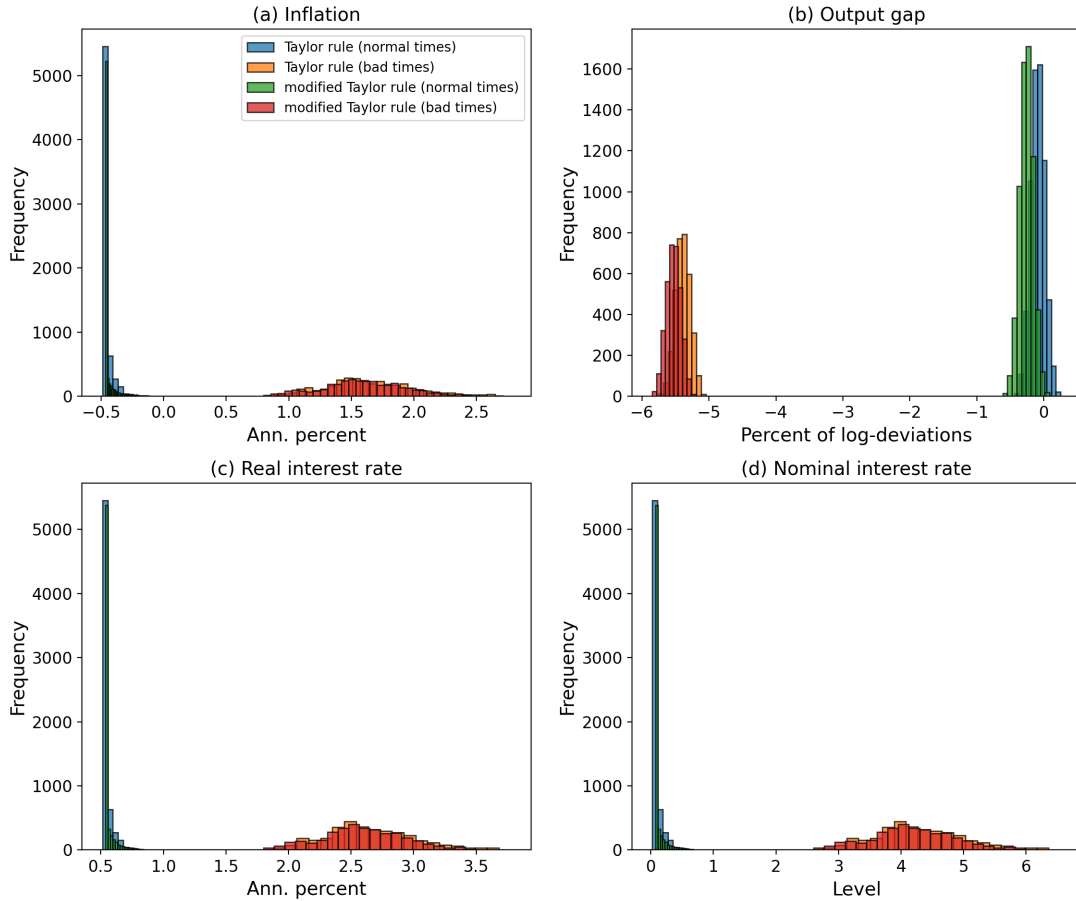 (a) Inflation
Frequency
5000
4000
3000
2000
1000
0
−0.5 0.0 0.5 1.0 1.5 2.0 2.5
Ann. percent
Taylor rule (normal times)
Taylor rule (bad times)
modified Taylor rule (normal times)
modified Taylor rule (bad times)
(b) Output gap
Frequency
1600
1400
1200
1000
800
600
400
200
0
−6 −5 −4 −3 −2 −1 0
Percent of log-deviations
(c) Real interest rate
Frequency
5000
4000
3000
2000
1000
0
0.5 1.0 1.5 2.0 2.5 3.0 3.5
Ann. percent
(d) Nominal interest rate
Frequency
5000
4000
3000
2000
1000
0
0 1 2 3 4 5 6
Level